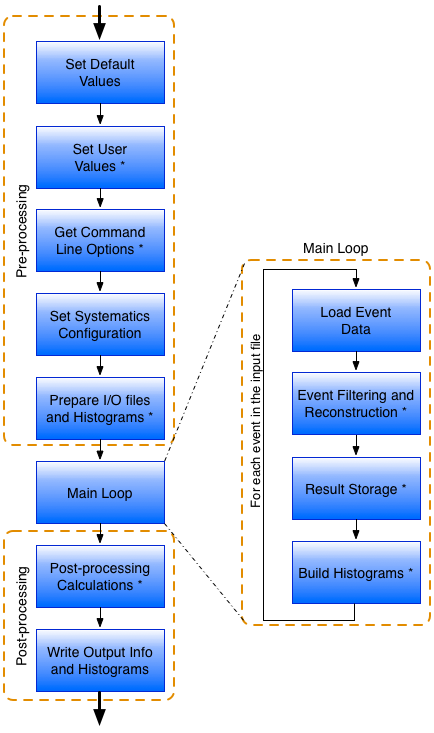 Pre-processing
Set Default
Values
Set User
Values *
Get Command
Line Options *
Set Systematics
Configuration
Prepare I/O files
and Histograms *
Main Loop
Post-processing
Post-processing
Calculations *
Write Output Info
and Histograms
Main Loop
For each event in the input file
Load Event
Data
Event Filtering and
Reconstruction *
Result Storage *
Build Histograms *